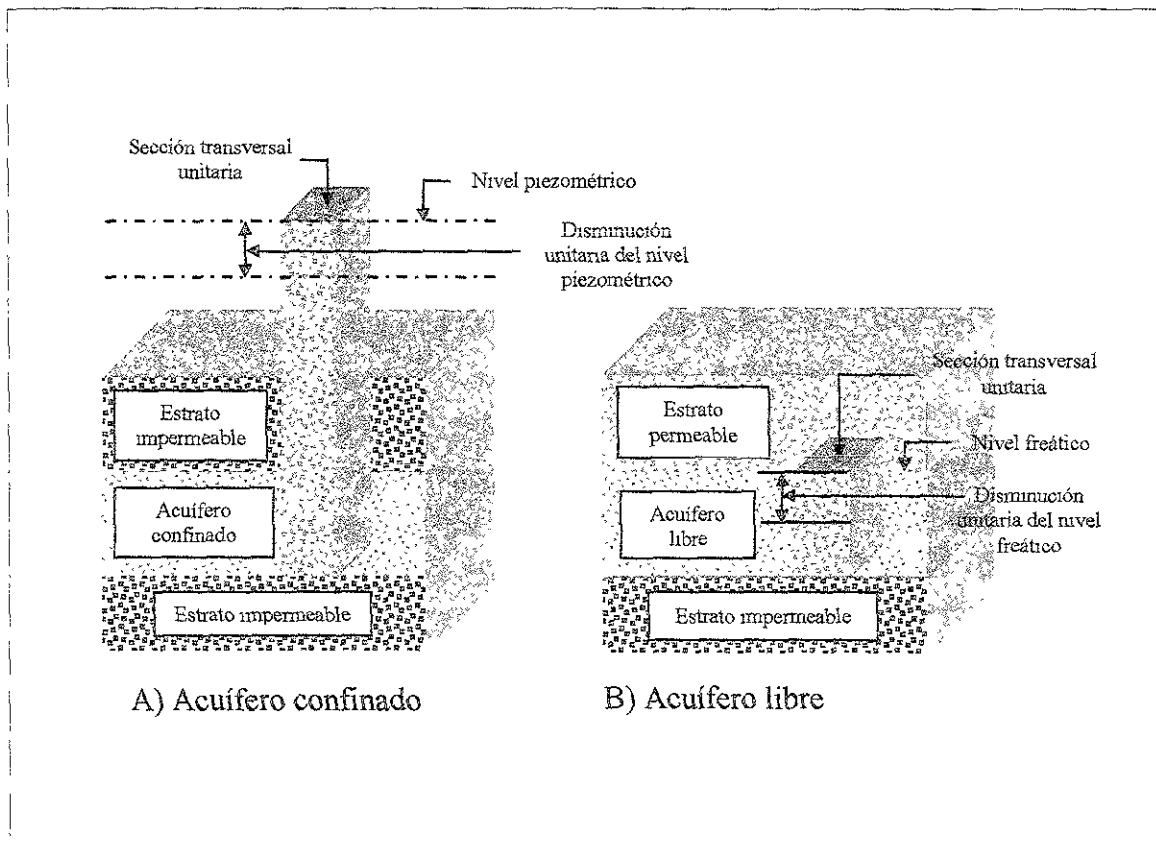 Sección transversal
unitaria
Nivel piezométrico
Disminución
unitaria del nivel
piezométrico
Estrato
impermeable
Acuífero
confinado
Estrato impermeable
A) Acuífero confinado
Sección transversal
unitaria
Estrato
permeable
Nivel freático
Acuífero
libre
Disminución
unitaria del nivel
freático
Estrato impermeable
B) Acuífero libre